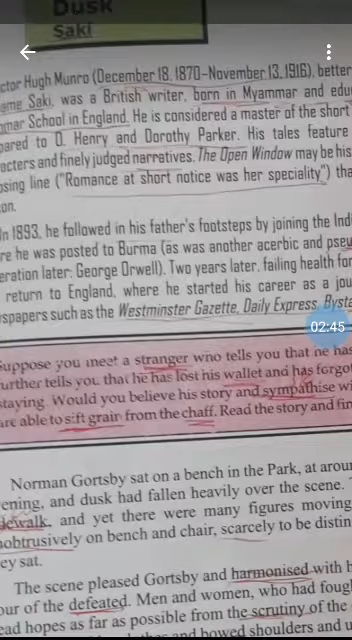 Dusk
Saki
ctor Hugh Munro (December 18, 1870–November 13, 1916), better
ame Saki, was a British writer, born in Myammar and edu
mar School in England. He is considered a master of the short
pared to O. Henry and Dorothy Parker. His tales feature
acters and finely judged narratives. The Open Window may be his
osing line ("Romance at short notice was her speciality") tha
on.
In 1893, he followed in his father's footsteps by joining the Indi
re he was posted to Burma (as was another acerbic and pseu
eration later: George Orwell). Two years later, failing health for
return to England, where he started his career as a jou
spapers such as the Westminster Gazette, Daily Express, Bysta
02:45
uppose you meet a stranger who tells you that he has
urther tells you that he has lost his wallet and has forgot
taying. Would you believe his story and sympathise wi
are able to sift grain from the chaff. Read the story and fin
Norman Gortsby sat on a bench in the Park, at arou
ening, and dusk had fallen heavily over the scene.
dewalk, and yet there were many figures moving
nobtrusively on bench and chair, scarcely to be distin
ey sat.
The scene pleased Gortsby and harmonised with h
our of the defeated. Men and women, who had foug
ead hopes as far as possible from the scrutiny of the
and bowed shoulders and u